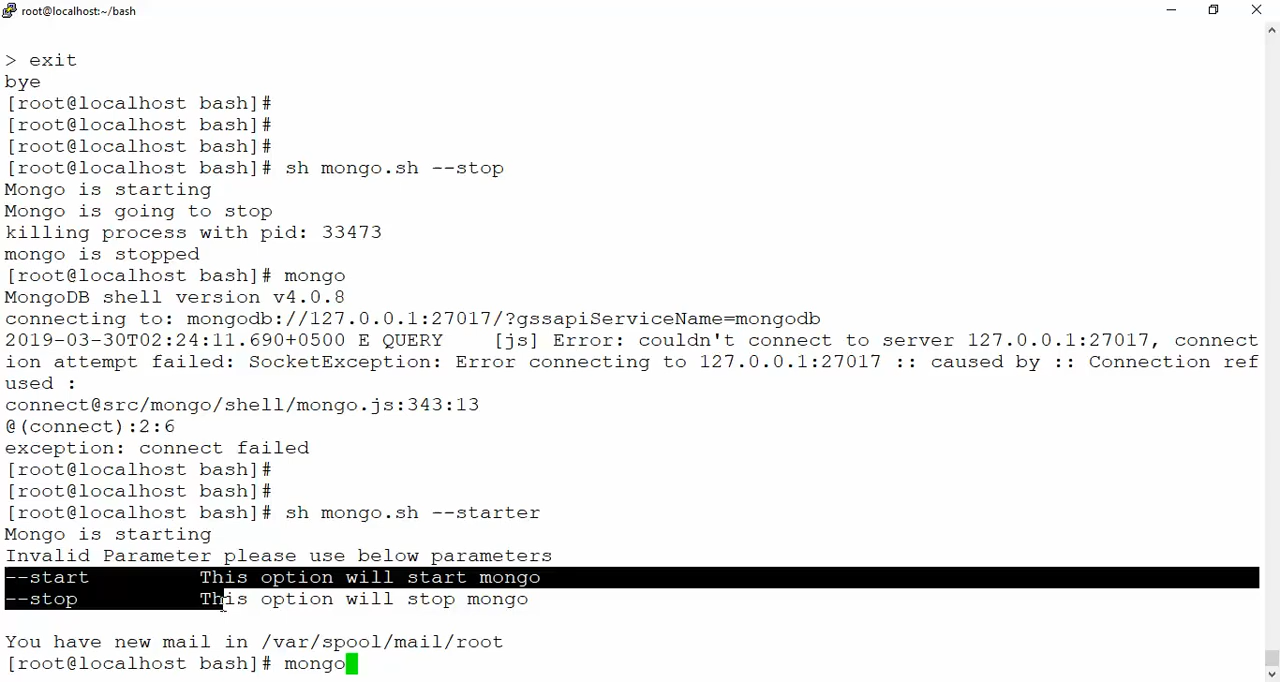 root@localhost:~/bash
> exit
bye
[root@localhost bash]#
[root@localhost bash]#
[root@localhost bash]#
[root@localhost bash]# sh mongo.sh --stop
Mongo is starting
Mongo is going to stop
killing process with pid: 33473
mongo is stopped
[root@localhost bash]# mongo
MongoDB shell version v4.0.8
connecting to: mongodb://127.0.0.1:27017/?gssapiServiceName=mongodb
2019-03-30T02:24:11.690+0500 E QUERY    [js] Error: couldn't connect to server 127.0.0.1:27017, connect
ion attempt failed: SocketException: Error connecting to 127.0.0.1:27017 :: caused by :: Connection ref
used :
connect@src/mongo/shell/mongo.js:343:13
@(connect):2:6
exception: connect failed
[root@localhost bash]#
[root@localhost bash]#
[root@localhost bash]# sh mongo.sh --starter
Mongo is starting
Invalid Parameter please use below parameters
--start         This option will start mongo
--stop          This option will stop mongo
You have new mail in /var/spool/mail/root
[root@localhost bash]# mongo